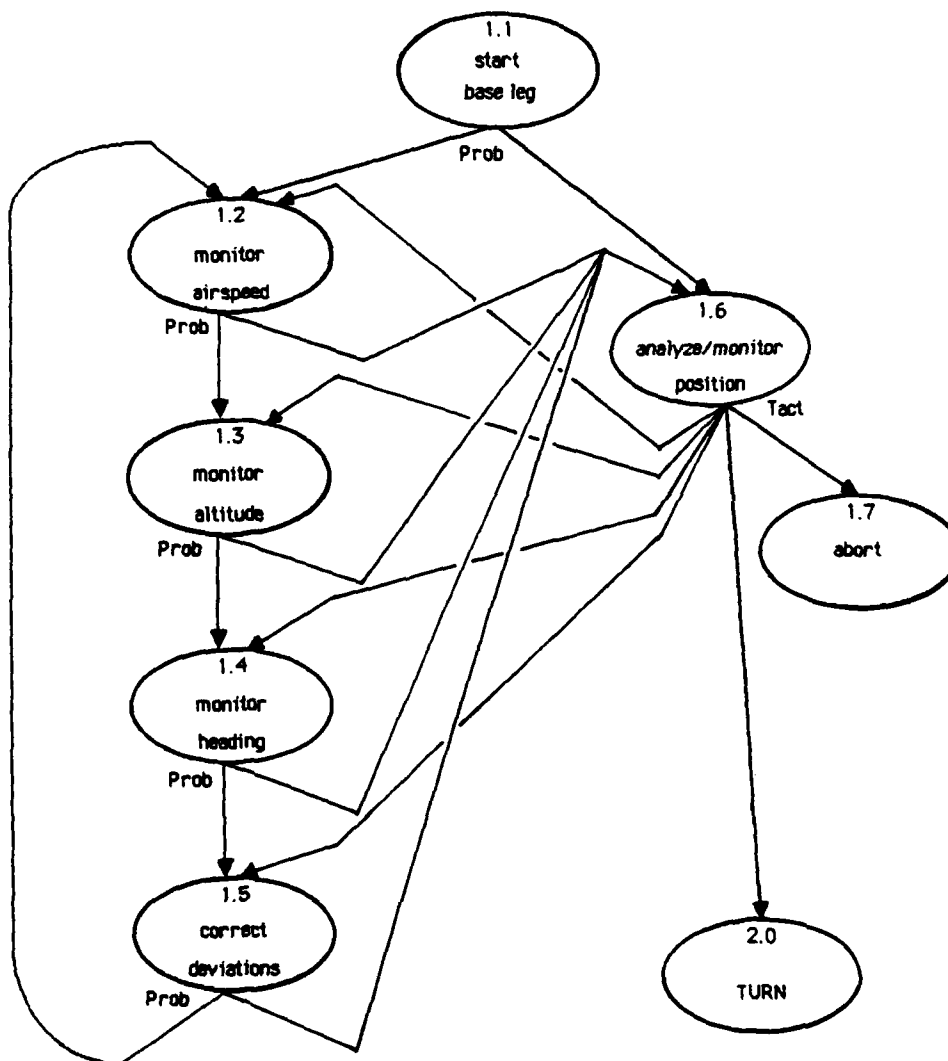 1.1
start
base leg
Prob
1.2
monitor
airspeed
Prob
1.6
analyze/monitor
position
Tact
1.3
monitor
altitude
Prob
1.7
abort
1.4
monitor
heading
Prob
1.5
correct
deviations
Prob
2.0
TURN